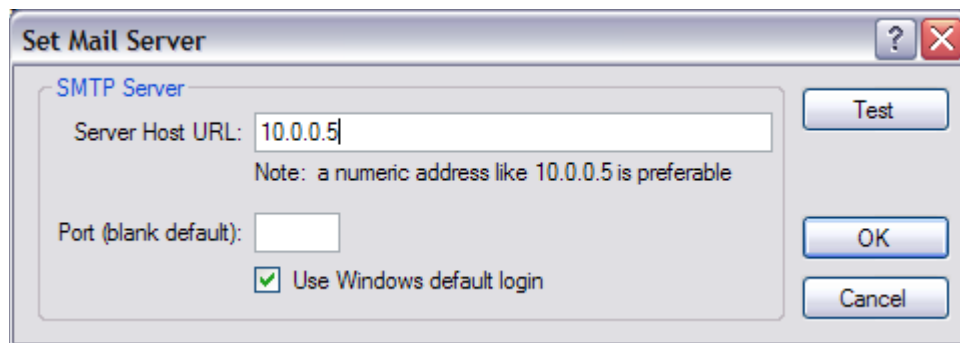 Set Mail Server
SMTP Server
Server Host URL: 10.0.0.5
Note: a numeric address like 10.0.0.5 is preferable
Port (blank default):
Use Windows default login
Test
OK
Cancel